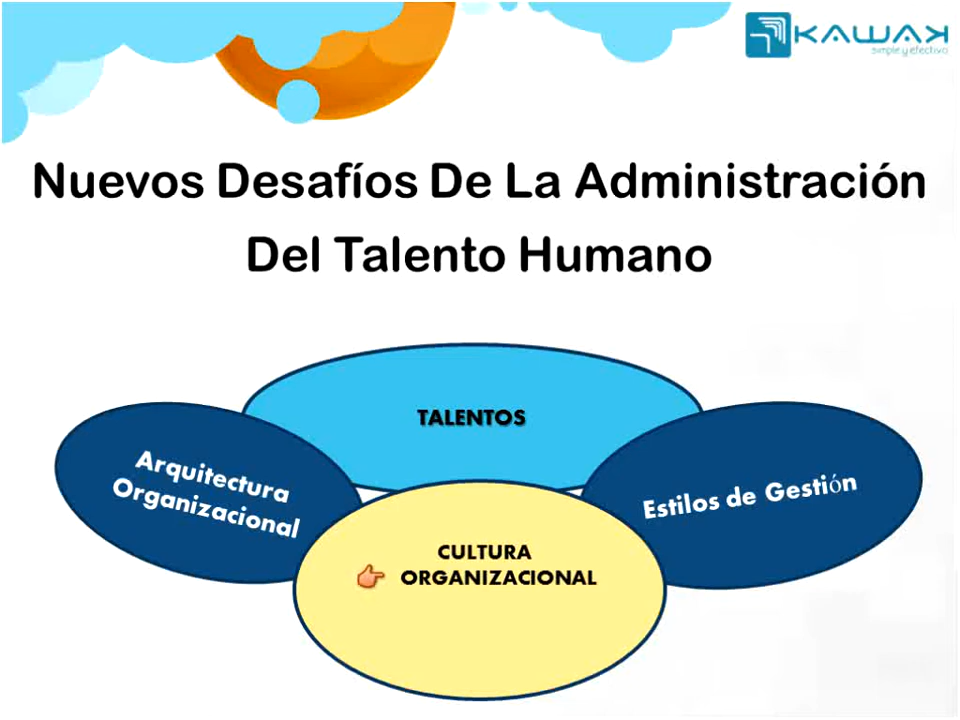 KAWAK
simple y efectivo
Nuevos Desafíos De La Administración
Del Talento Humano
TALENTOS
Arquitectura
Organizacional
Estilos de Gestión
CULTURA
ORGANIZACIONAL